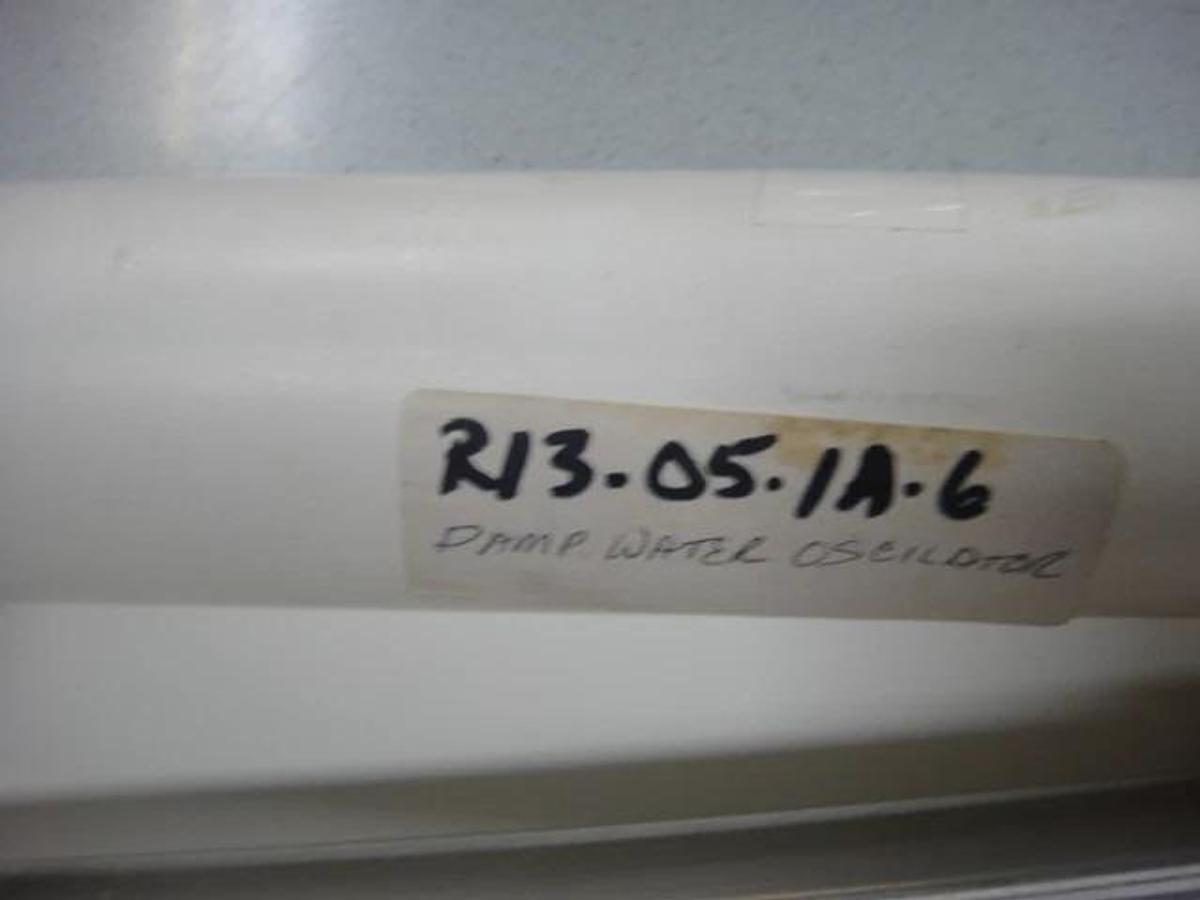 R13.05.1A.6
DAMP WATER OSCILATOR